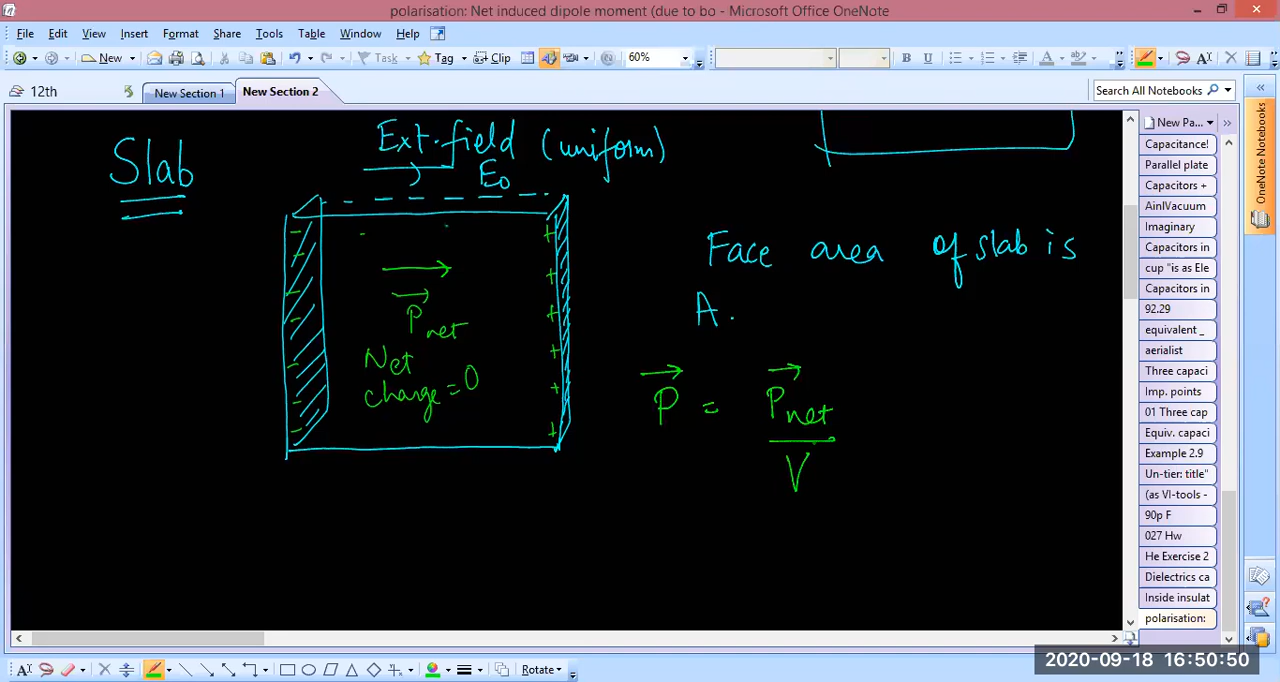 polarisation: Net induced dipole moment (due to bo - Microsoft Office OneNote
File Edit View Insert Format Share Tools Table Window Help
New Task Tag Clip 60% B U A
12th New Section 1 New Section 2 Search All Notebooks
New Pa...
Capacitance!
Parallel plate
Capacitors +
AinlVacuum
Imaginary
Capacitors in
cup "is as Ele
Capacitors in
92.29
equivalent _
aerialist
Three capaci
Imp. points
01 Three cap
Equiv. capaci
Example 2.9
Un-tier: title"
(as VI-tools -
90p F
027 Hw
He Exercise 2
Dielectrics ca
Inside insulat
polarisation:
OneNote Notebooks
Slab
Ext. field (uniform)
E₀
P net
Net
charge = 0
Face area of slab is
A.
P = P net
V
Rotate
2020-09-18 16:50:50